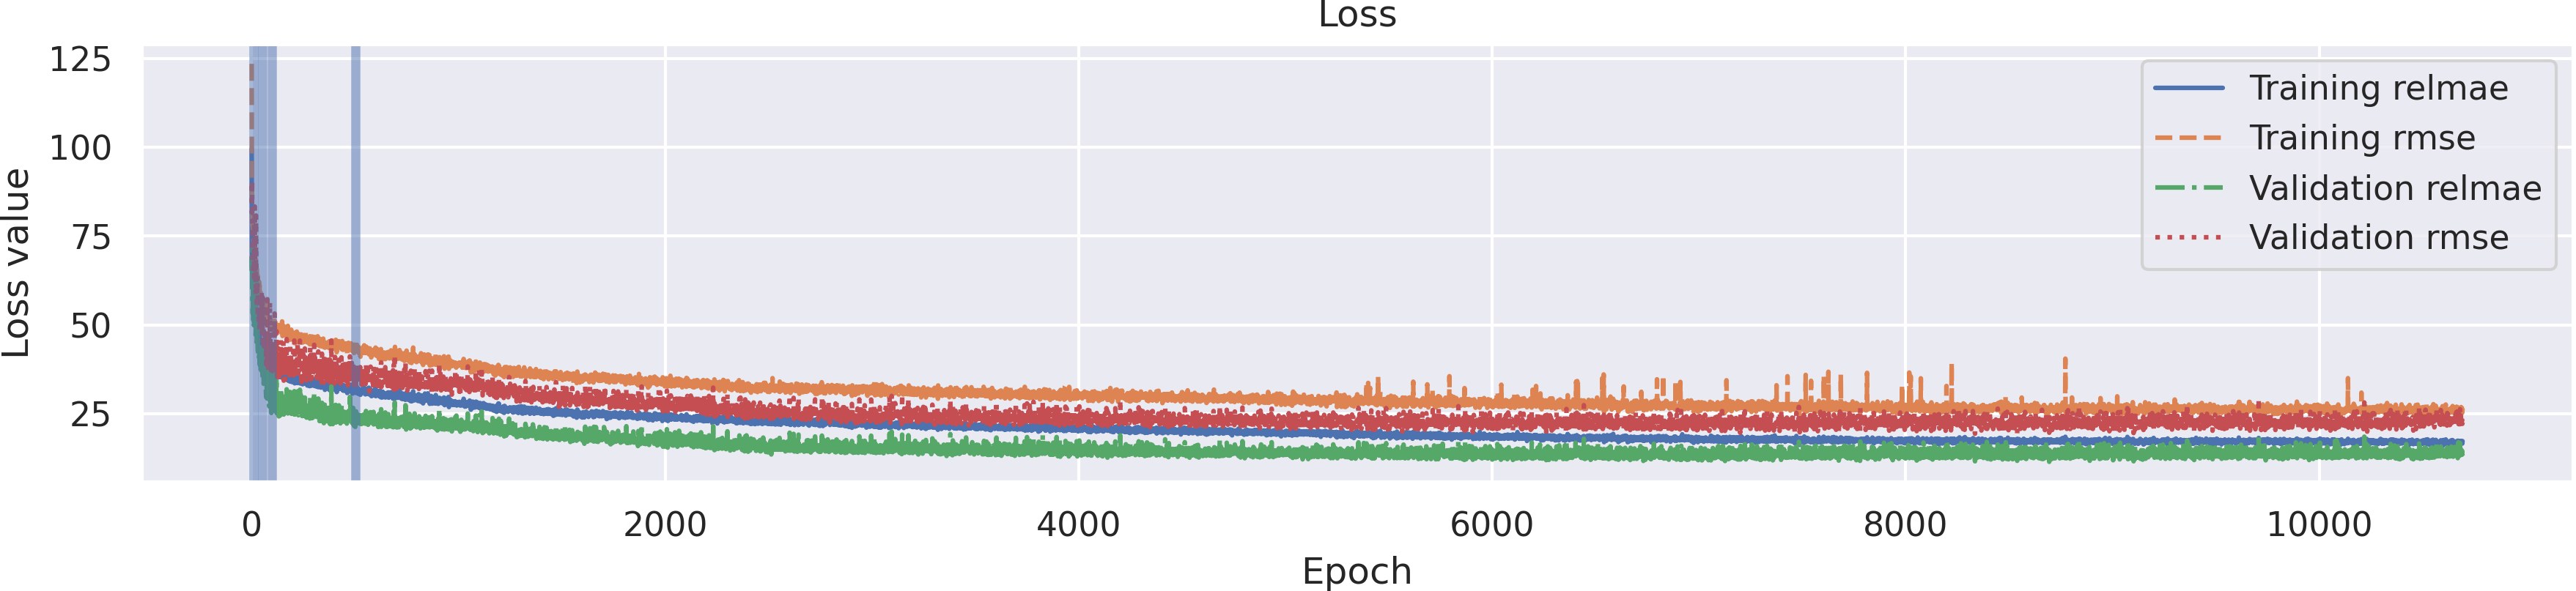 Loss
125
100
75
50
25
Loss value
Training relmae
Training rmse
Validation relmae
Validation rmse
0 2000 4000 6000 8000 10000
Epoch